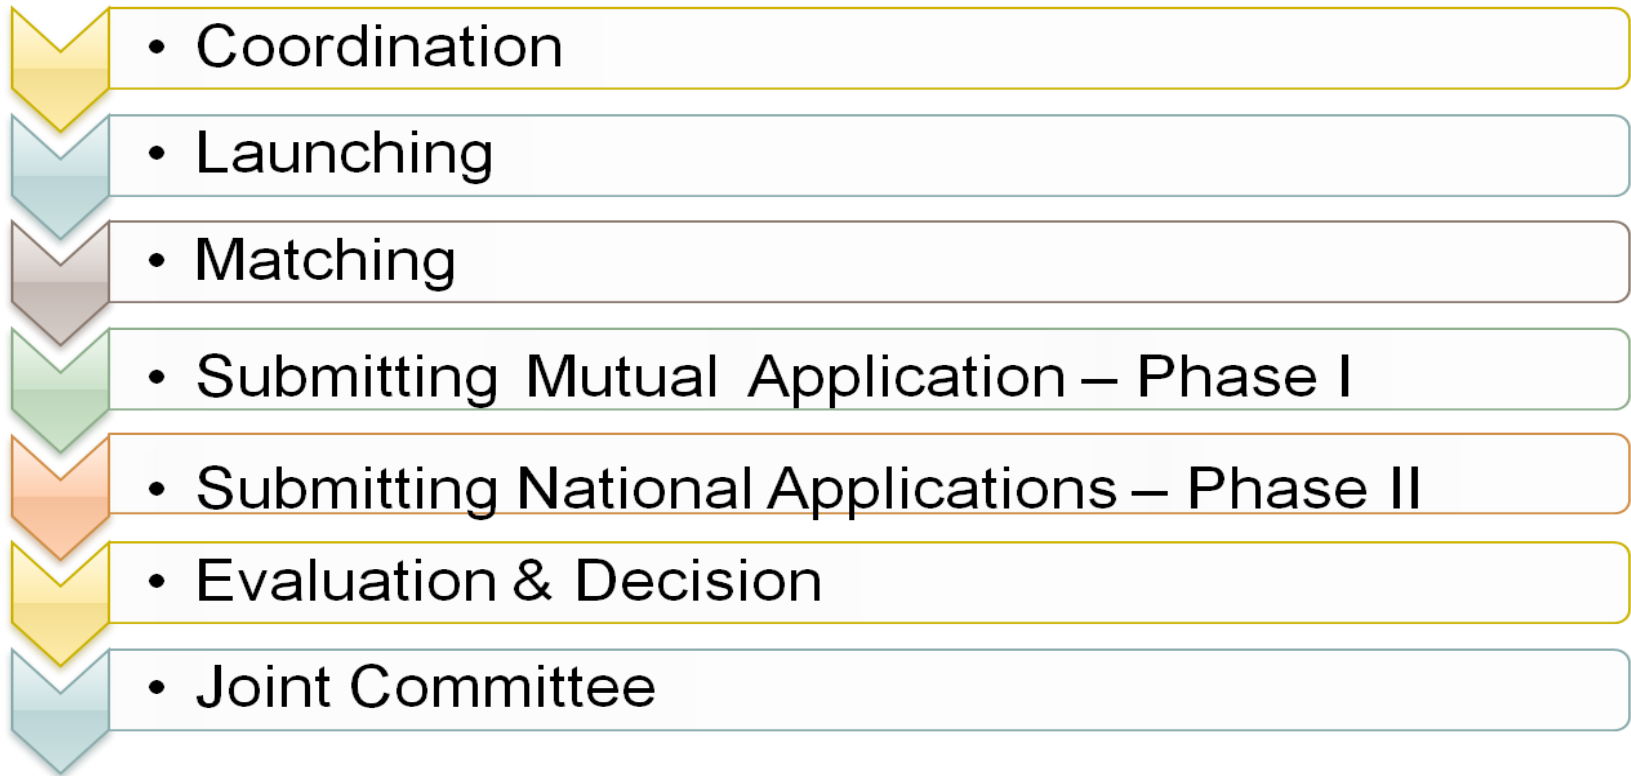 • Coordination
• Launching
• Matching
• Submitting Mutual Application – Phase I
• Submitting National Applications – Phase II
• Evaluation & Decision
• Joint Committee